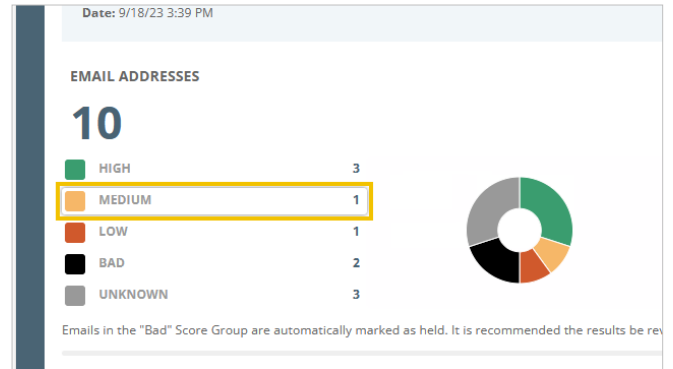 Date: 9/18/23 3:39 PM
EMAIL ADDRESSES
10
HIGH 3
MEDIUM 1
LOW 1
BAD 2
UNKNOWN 3
Emails in the "Bad" Score Group are automatically marked as held. It is recommended the results be